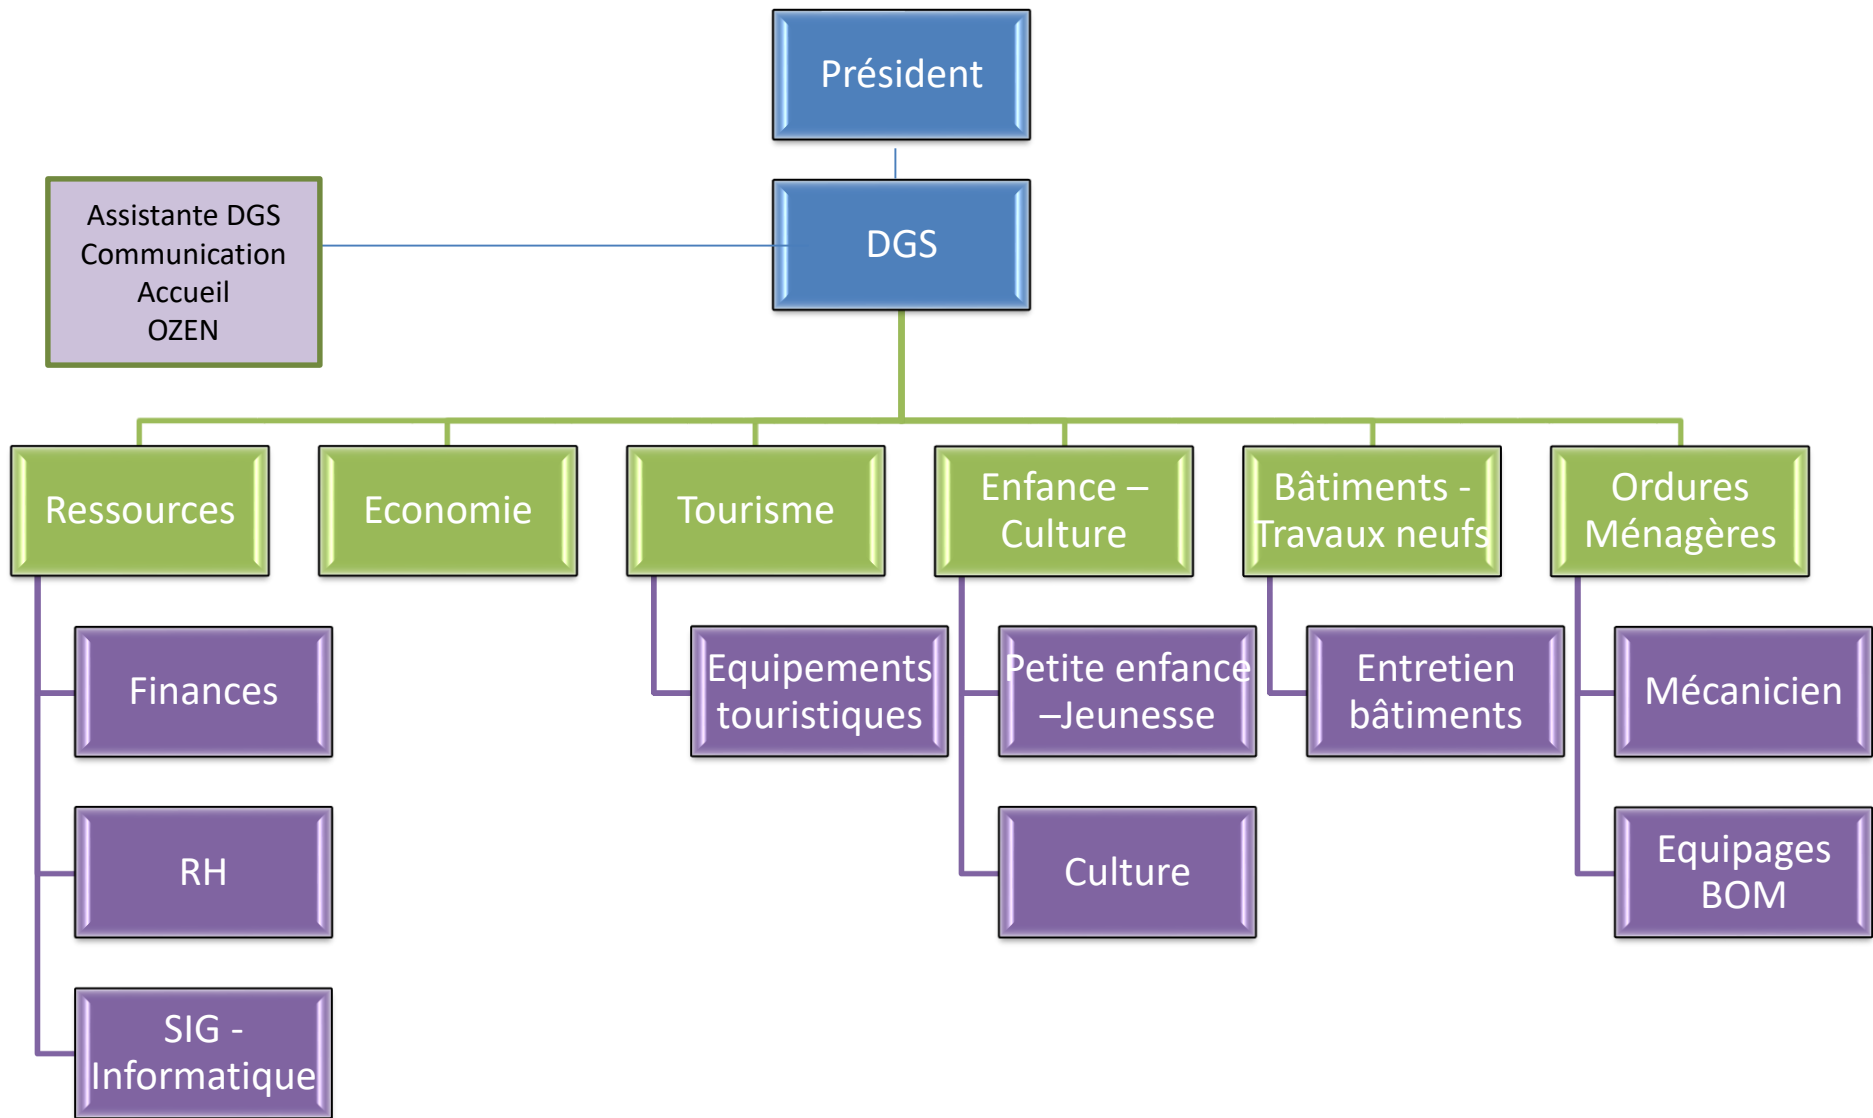 Président
Assistante DGS
Communication
Accueil
OZEN
DGS
Ressources
Economie
Tourisme
Enfance –
Culture
Bâtiments -
Travaux neufs
Ordures
Ménagères
Finances
Equipements
touristiques
Petite enfance
–Jeunesse
Entretien
bâtiments
Mécanicien
RH
Culture
Equipages
BOM
SIG -
Informatique